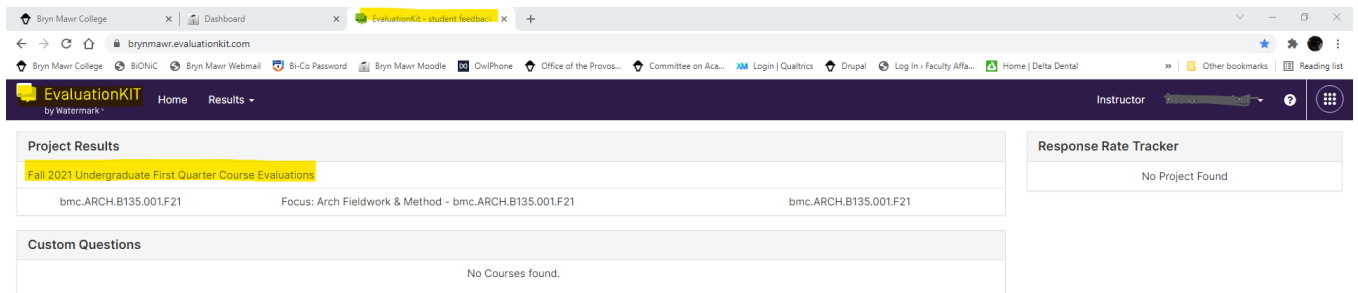 Bryn Mawr College Dashboard EvaluationKit - student feedbac
brynmawr.evaluationkit.com
Bryn Mawr College BiONiC Bryn Mawr Webmail Bi-Co Password Bryn Mawr Moodle OwlPhone Office of the Provos... Committee on Aca... XM Login | Qualtrics Drupal Log In ‹ Faculty Affa... Home | Delta Dental » Other bookmarks Reading list
EvaluationKIT Home Results Instructor ?
by Watermark™
Project Results
Fall 2021 Undergraduate First Quarter Course Evaluations
bmc.ARCH.B135.001.F21 Focus: Arch Fieldwork & Method - bmc.ARCH.B135.001.F21 bmc.ARCH.B135.001.F21
Custom Questions
No Courses found.
Response Rate Tracker
No Project Found